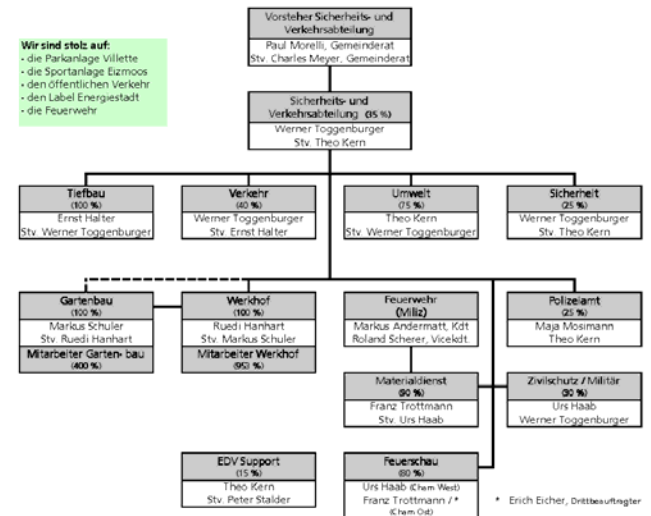 Vorsteher Sicherheits- und
Verkehrsabteilung
Paul Morelli, Gemeinderat
Stv. Charles Meyer, Gemeinderat
Wir sind stolz auf:
- die Parkanlage Villette
- die Sportanlage Eizmoos
- den öffentlichen Verkehr
- den Label Energiestadt
- die Feuerwehr
Sicherheits- und
Verkehrsabteilung (35 %)
Werner Toggenburger
Stv. Theo Kern
Tiefbau
(100 %)
Ernst Halter
Stv. Werner Toggenburger
Verkehr
(40 %)
Werner Toggenburger
Stv. Ernst Halter
Umwelt
(75 %)
Theo Kern
Stv. Werner Toggenburger
Sicherheit
(25 %)
Werner Toggenburger
Stv. Theo Kern
Gartenbau
(100 %)
Markus Schuler
Stv. Ruedi Hanhart
Mitarbeiter Garten- bau
(400 %)
Werkhof
(100 %)
Ruedi Hanhart
Stv. Markus Schuler
Mitarbeiter Werkhof
(953 %)
Feuerwehr
(Miliz)
Markus Andermatt, Kdt
Roland Scherer, Vicekdt.
Polizeiamt
(25 %)
Maja Mosimann
Theo Kern
Materialdienst
(90 %)
Franz Trottmann
Stv. Urs Haab
Zivilschutz / Militär
(30 %)
Urs Haab
Werner Toggenburger
EDV Support
(15 %)
Theo Kern
Stv. Peter Stalder
Feuerschau
(80 %)
Urs Haab (Cham West)
Franz Trottmann / *
(Cham Ost)
* Erich Eicher, Drittbeauftragter